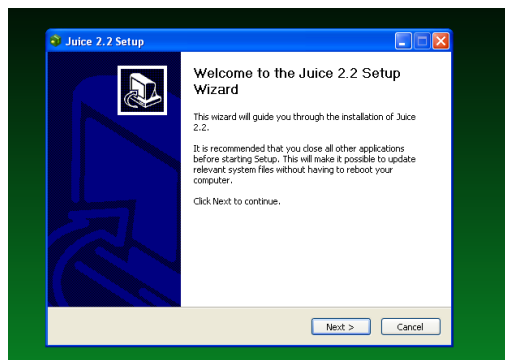 Juice 2.2 Setup
Welcome to the Juice 2.2 Setup
Wizard
This wizard will guide you through the installation of Juice
2.2.
It is recommended that you close all other applications
before starting Setup. This will make it possible to update
relevant system files without having to reboot your
computer.
Click Next to continue.
Next >
Cancel